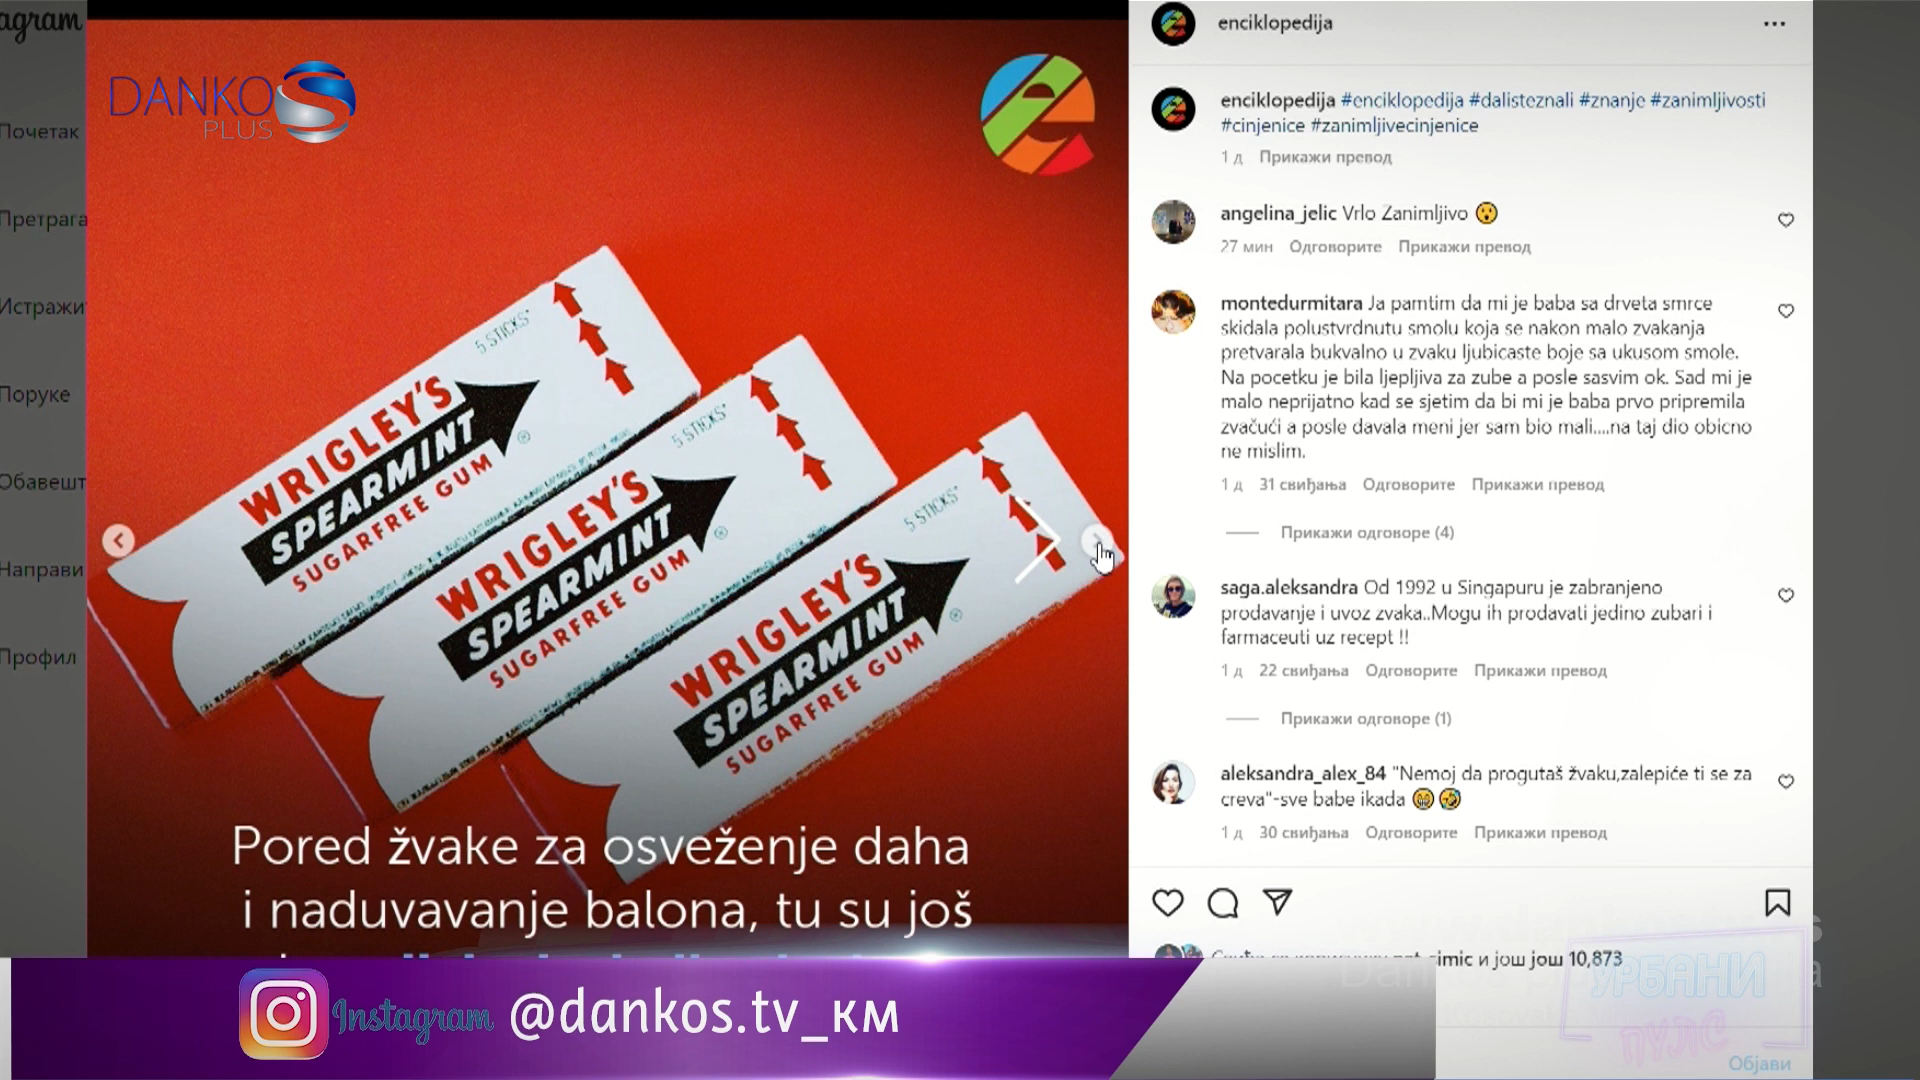 agram
Почетак
Претрага
Истражи
Поруке
Обавешт
Направи
Профил
DANKOS
PLUS
e
5 STICKS
WRIGLEY'S
SPEARMINT
SUGARFREE GUM
®
5 STICKS
WRIGLEY'S
SPEARMINT
SUGARFREE GUM
®
5 STICKS
WRIGLEY'S
SPEARMINT
SUGARFREE GUM
®
Pored žvake za osveženje daha
i naduvavanje balona, tu su još
enciklopedija
enciklopedija #enciklopedija #dalisteznali #znanje #zanimljivosti
#cinjenice #zanimljivecinjenice
1 д Прикажи превод
angelina_jelic Vrlo Zanimljivo 😯
27 мин Одговорите Прикажи превод
montedurmitara Ja pamtim da mi je baba sa drveta smrce
skidala polustvrdnutu smolu koja se nakon malo zvakanja
pretvarala bukvalno u zvaku ljubicaste boje sa ukusom smole.
Na pocetku je bila ljepljiva za zube a posle sasvim ok. Sad mi je
malo neprijatno kad se sjetim da bi mi je baba prvo pripremila
zvačući a posle davala meni jer sam bio mali....na taj dio obicno
ne mislim.
1 д 31 свиђања Одговорите Прикажи превод
Прикажи одговоре (4)
saga.aleksandra Od 1992 u Singapuru je zabranjeno
prodavanje i uvoz zvaka..Mogu ih prodavati jedino zubari i
farmaceuti uz recept !!
1 д 22 свиђања Одговорите Прикажи превод
Прикажи одговоре (1)
aleksandra_alex_84 "Nemoj da progutaš žvaku,zalepiće ti se za
creva"-sve babe ikada 😁🤣
1 д 30 свиђања Одговорите Прикажи превод
и још још 10,873
УРБАНИ
ПУЛС
Објави
Instagram @dankos.tv_км